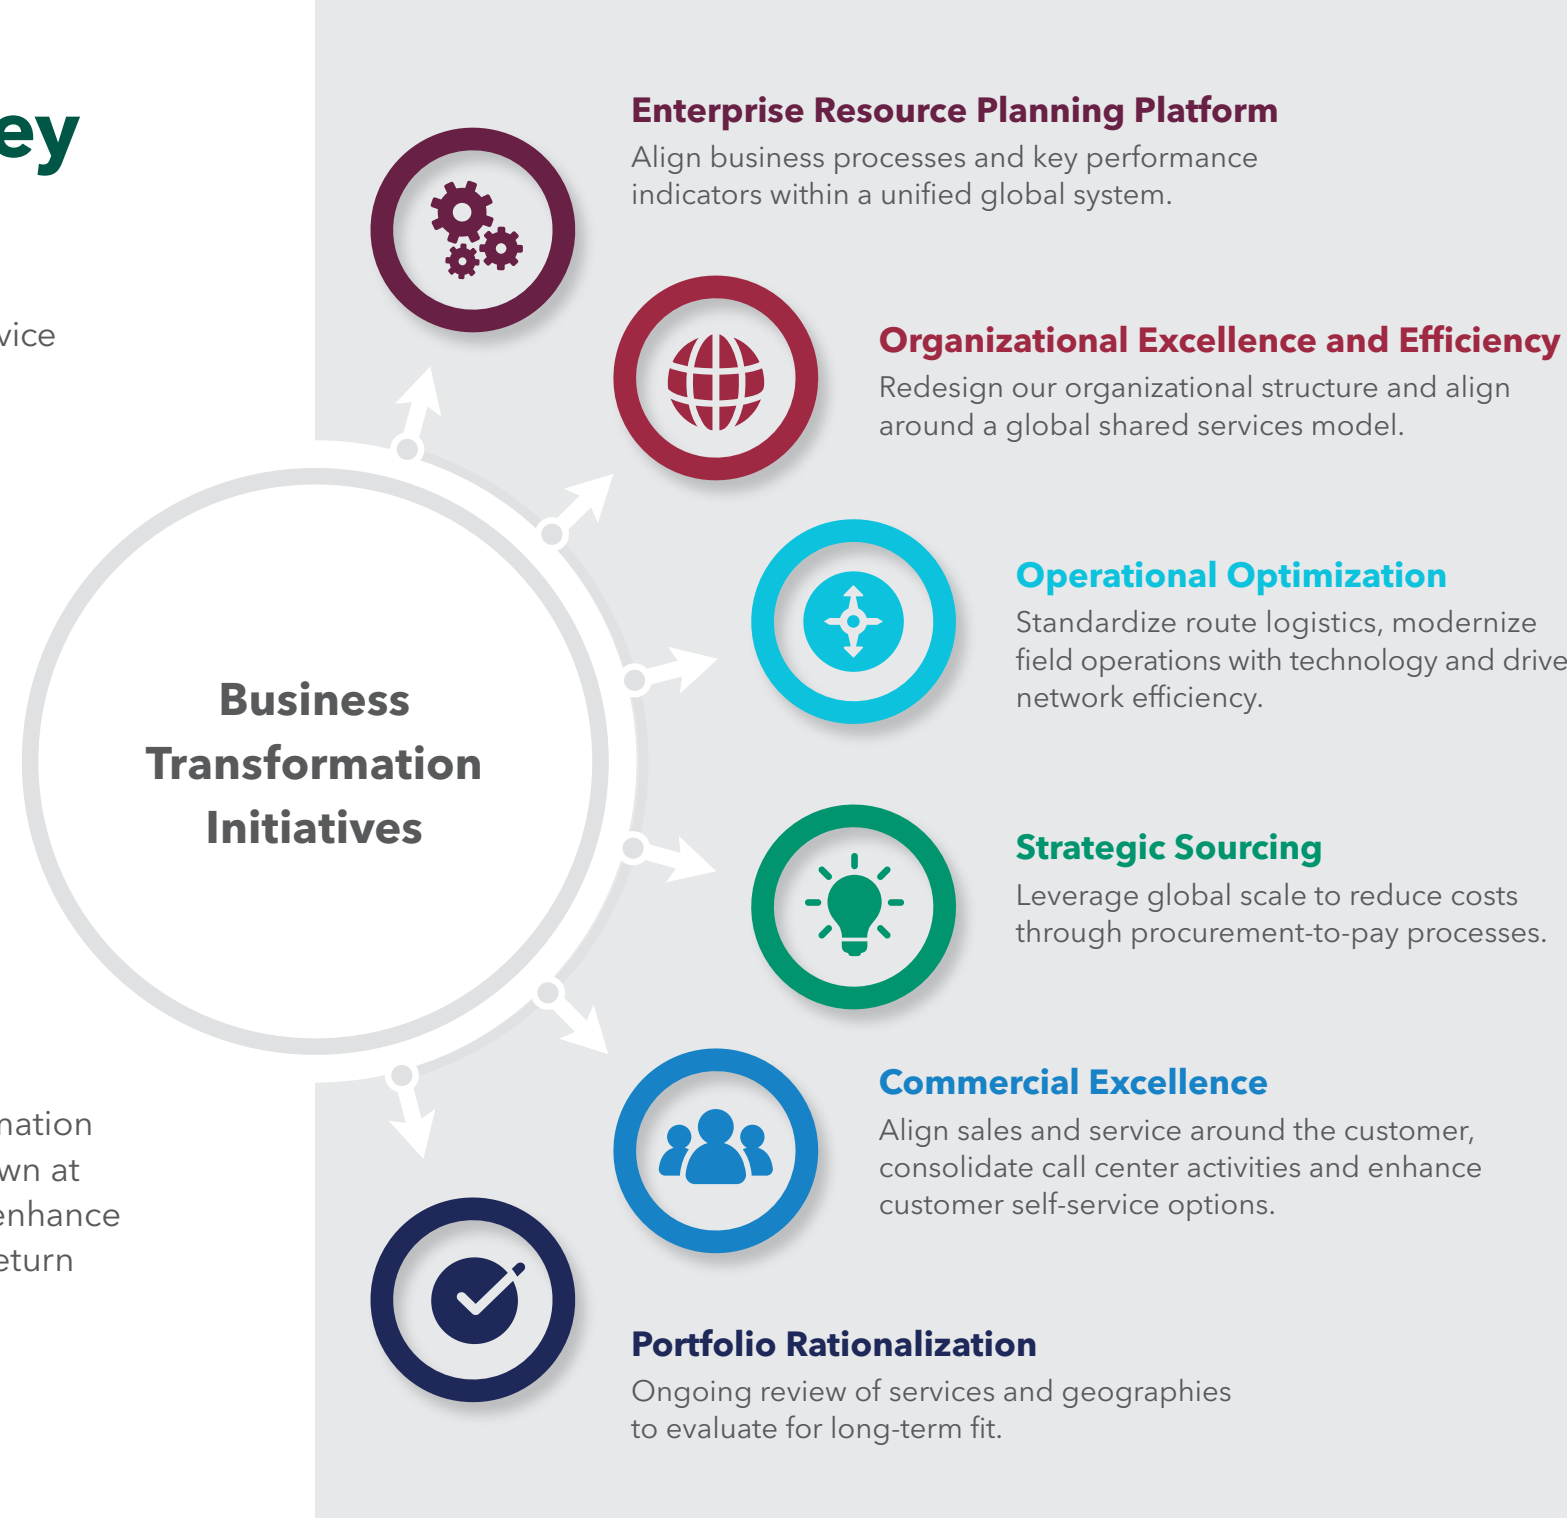 ey
vice
mation
wn at
enhance
eturn
Business
Transformation
Initiatives
Enterprise Resource Planning Platform
Align business processes and key performance
indicators within a unified global system.
Organizational Excellence and Efficiency
Redesign our organizational structure and align
around a global shared services model.
Operational Optimization
Standardize route logistics, modernize
field operations with technology and drive
network efficiency.
Strategic Sourcing
Leverage global scale to reduce costs
through procurement-to-pay processes.
Commercial Excellence
Align sales and service around the customer,
consolidate call center activities and enhance
customer self-service options.
Portfolio Rationalization
Ongoing review of services and geographies
to evaluate for long-term fit.